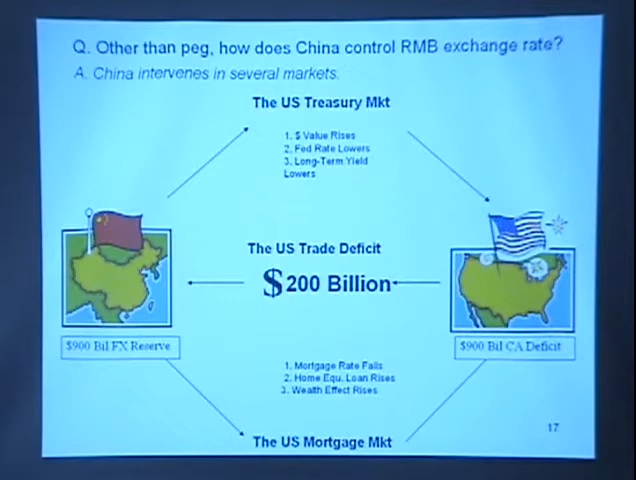 Q. Other than peg, how does China control RMB exchange rate?
A. China intervenes in several markets.
The US Treasury Mkt
1. $ Value Rises
2. Fed Rate Lowers
3. Long-Term Yield
Lowers
The US Trade Deficit
$200 Billion
$900 Bil FX Reserve
$900 Bil CA Deficit
1. Mortgage Rate Falls
2. Home Equ. Loan Rises
3. Wealth Effect Rises
The US Mortgage Mkt
17